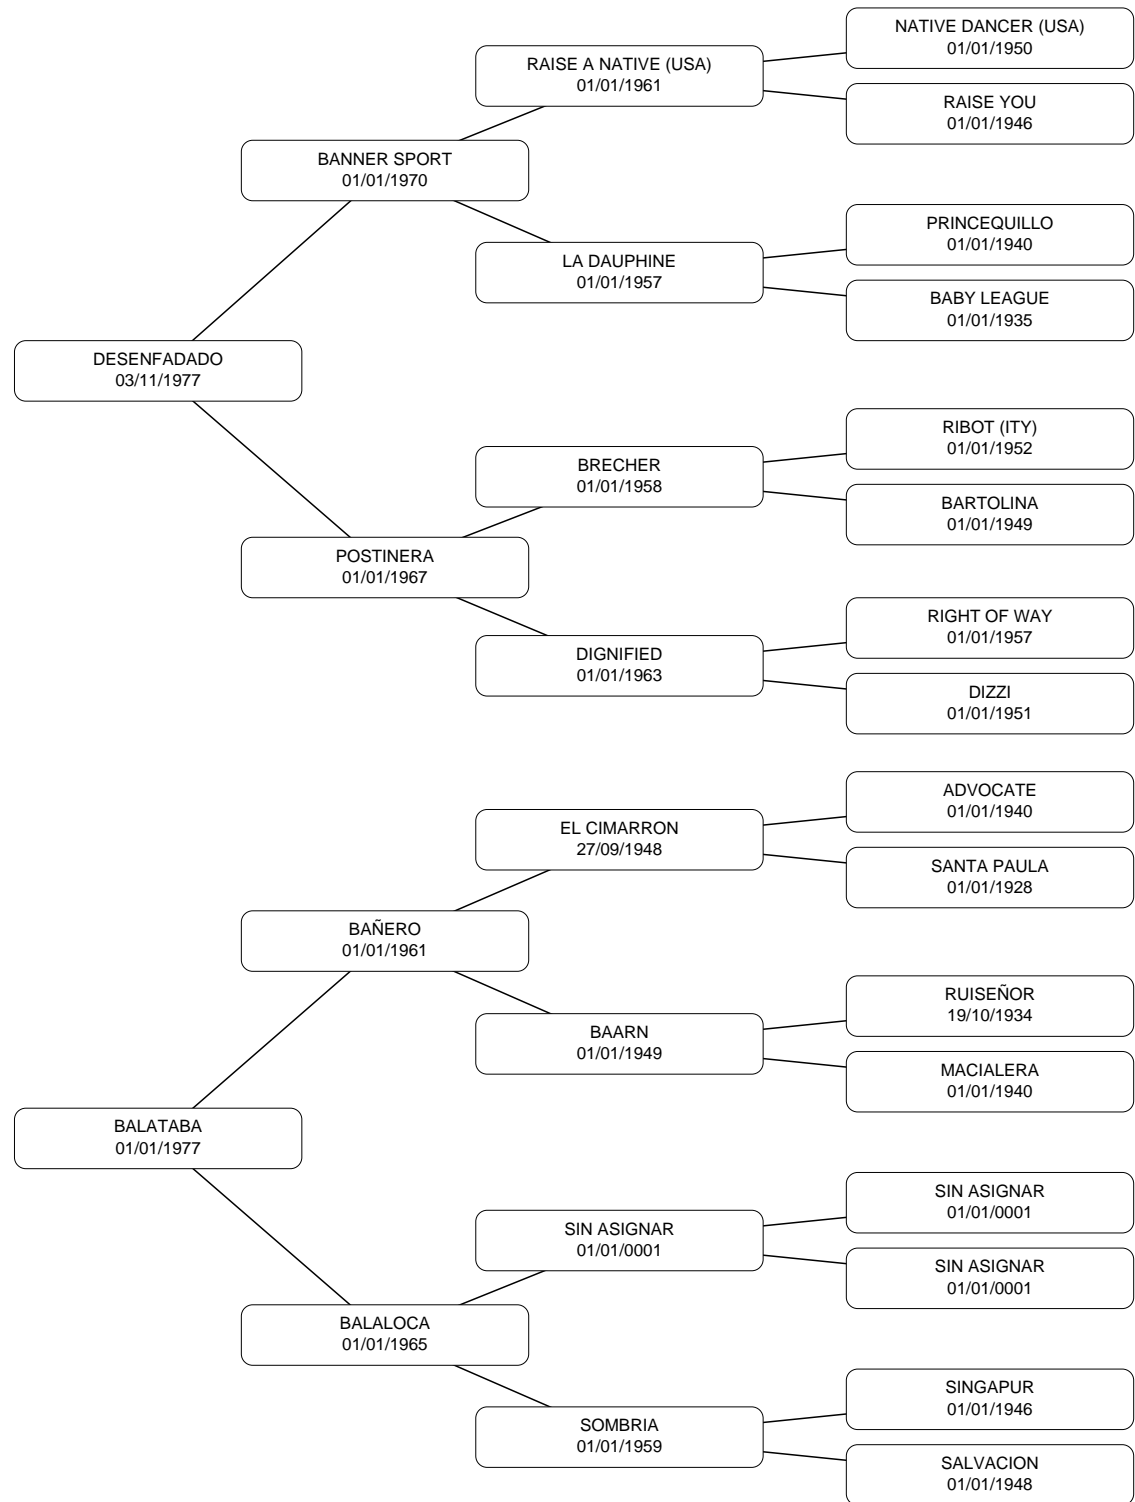 NATIVE DANCER (USA)
01/01/1950
RAISE A NATIVE (USA)
01/01/1961
RAISE YOU
01/01/1946
BANNER SPORT
01/01/1970
PRINCEQUILLO
01/01/1940
LA DAUPHINE
01/01/1957
BABY LEAGUE
01/01/1935
DESENFADADO
03/11/1977
RIBOT (ITY)
01/01/1952
BRECHER
01/01/1958
BARTOLINA
01/01/1949
POSTINERA
01/01/1967
RIGHT OF WAY
01/01/1957
DIGNIFIED
01/01/1963
DIZZI
01/01/1951
ADVOCATE
01/01/1940
EL CIMARRON
27/09/1948
SANTA PAULA
01/01/1928
BAÑERO
01/01/1961
RUISEÑOR
19/10/1934
BAARN
01/01/1949
MACIALERA
01/01/1940
BALATABA
01/01/1977
SIN ASIGNAR
01/01/0001
SIN ASIGNAR
01/01/0001
SIN ASIGNAR
01/01/0001
BALALOCA
01/01/1965
SINGAPUR
01/01/1946
SOMBRIA
01/01/1959
SALVACION
01/01/1948